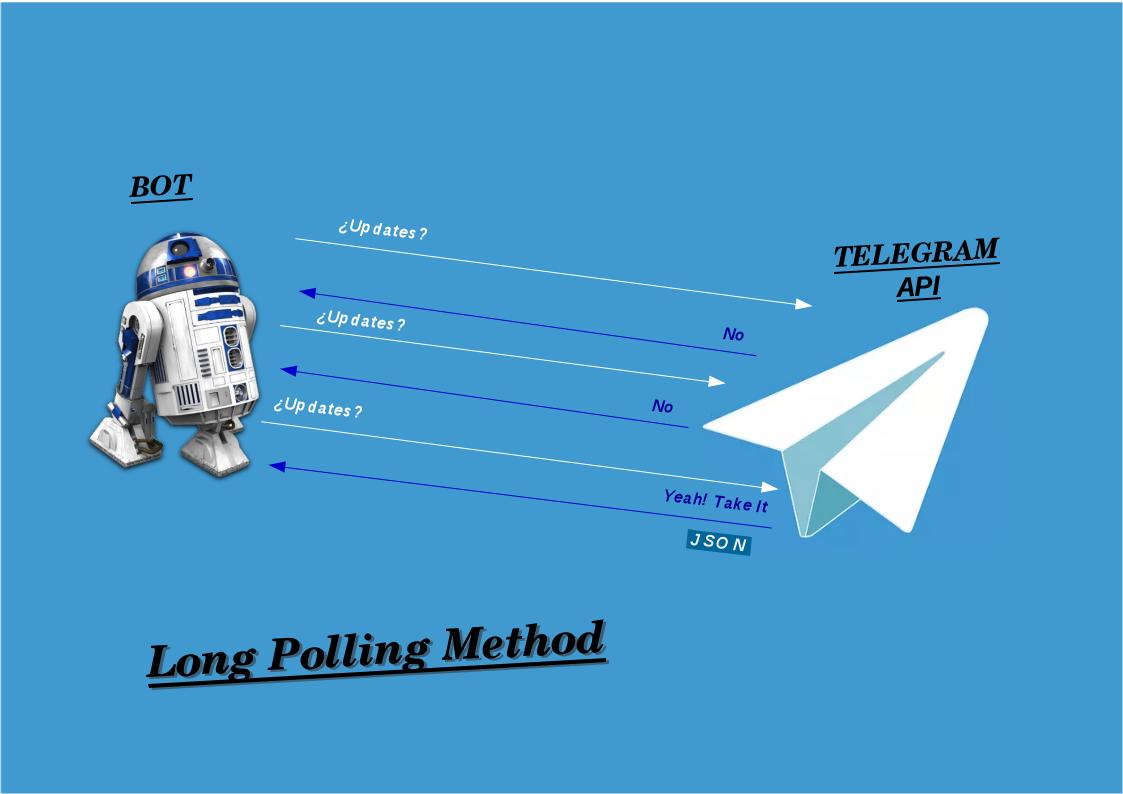 BOT
¿Updates?
TELEGRAM
API
No
¿Updates?
No
¿Updates?
Yeah! Take It
JSON
Long Polling Method